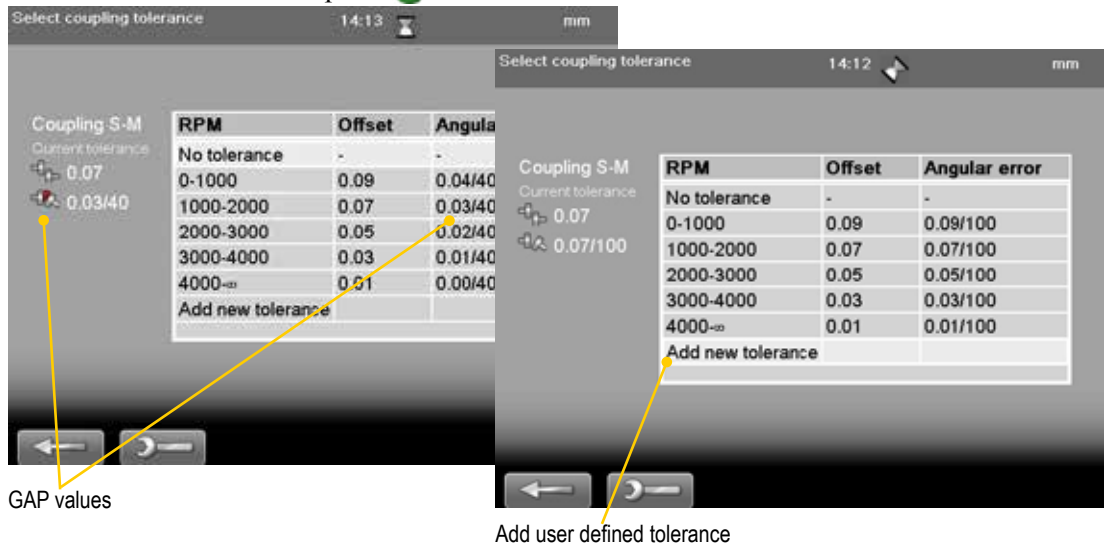 Select coupling tolerance 14:13 mm
Coupling S-M
Current tolerance
0.07
0.03/40
RPM Offset Angula
No tolerance - -
0-1000 0.09 0.04/40
1000-2000 0.07 0.03/40
2000-3000 0.05 0.02/40
3000-4000 0.03 0.01/40
4000-∞ 0.01 0.00/40
Add new tolerance
GAP values
Select coupling tolerance 14:12 mm
Coupling S-M
Current tolerance
0.07
0.07/100
RPM Offset Angular error
No tolerance - -
0-1000 0.09 0.09/100
1000-2000 0.07 0.07/100
2000-3000 0.05 0.05/100
3000-4000 0.03 0.03/100
4000-∞ 0.01 0.01/100
Add new tolerance
Add user defined tolerance